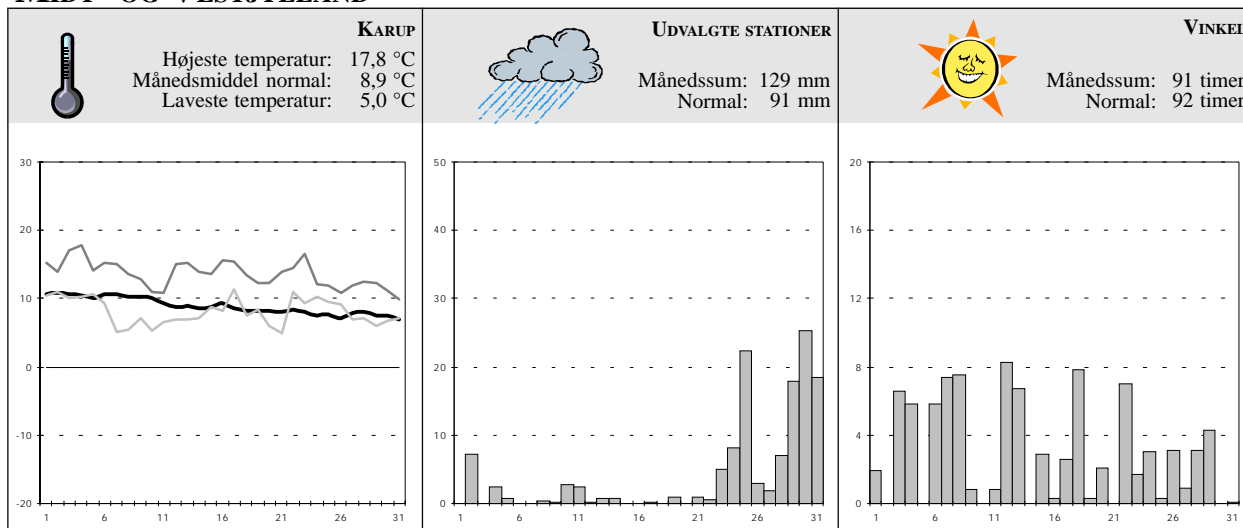 KARUP
Højeste temperatur: 17,8 °C
Månedsmiddel normal: 8,9 °C
Laveste temperatur: 5,0 °C
UDVALGTE STATIONER
Månedssum: 129 mm
Normal: 91 mm
VINKEL
Månedssum: 91 timer
Normal: 92 timer
30
20
10
0
-10
-20
1 6 11 16 21 26 31
50
40
30
20
10
0
1 6 11 16 21 26 31
20
16
12
8
4
0
1 6 11 16 21 26 31